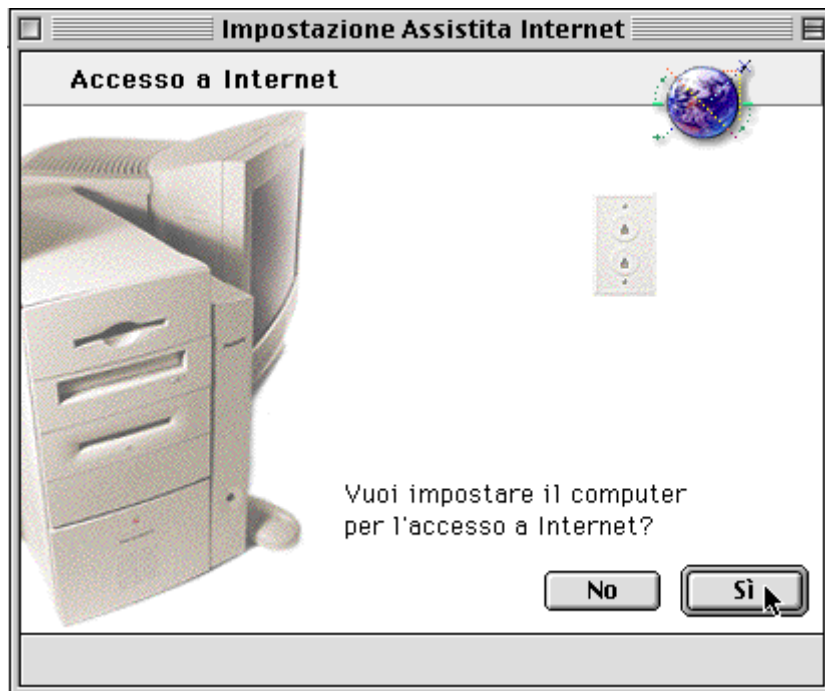 Impostazione Assistita Internet
Accesso a Internet
Vuoi impostare il computer
per l'accesso a Internet?
No
Sì